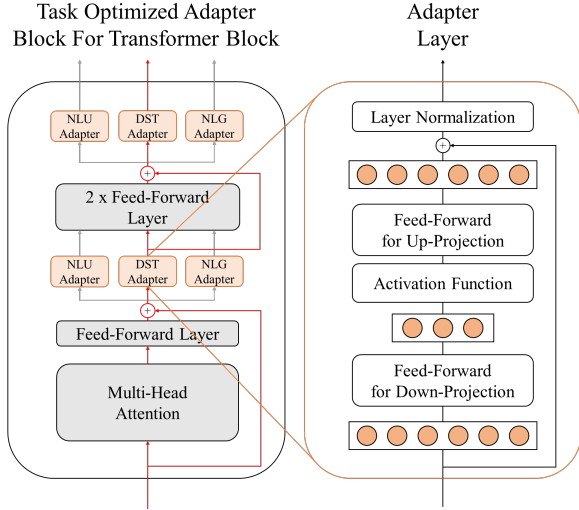 Task Optimized Adapter
Block For Transformer Block
NLU
Adapter
DST
Adapter
NLG
Adapter
2 x Feed-Forward
Layer
NLU
Adapter
DST
Adapter
NLG
Adapter
Feed-Forward Layer
Multi-Head
Attention
Adapter
Layer
Layer Normalization
Feed-Forward
for Up-Projection
Activation Function
Feed-Forward
for Down-Projection